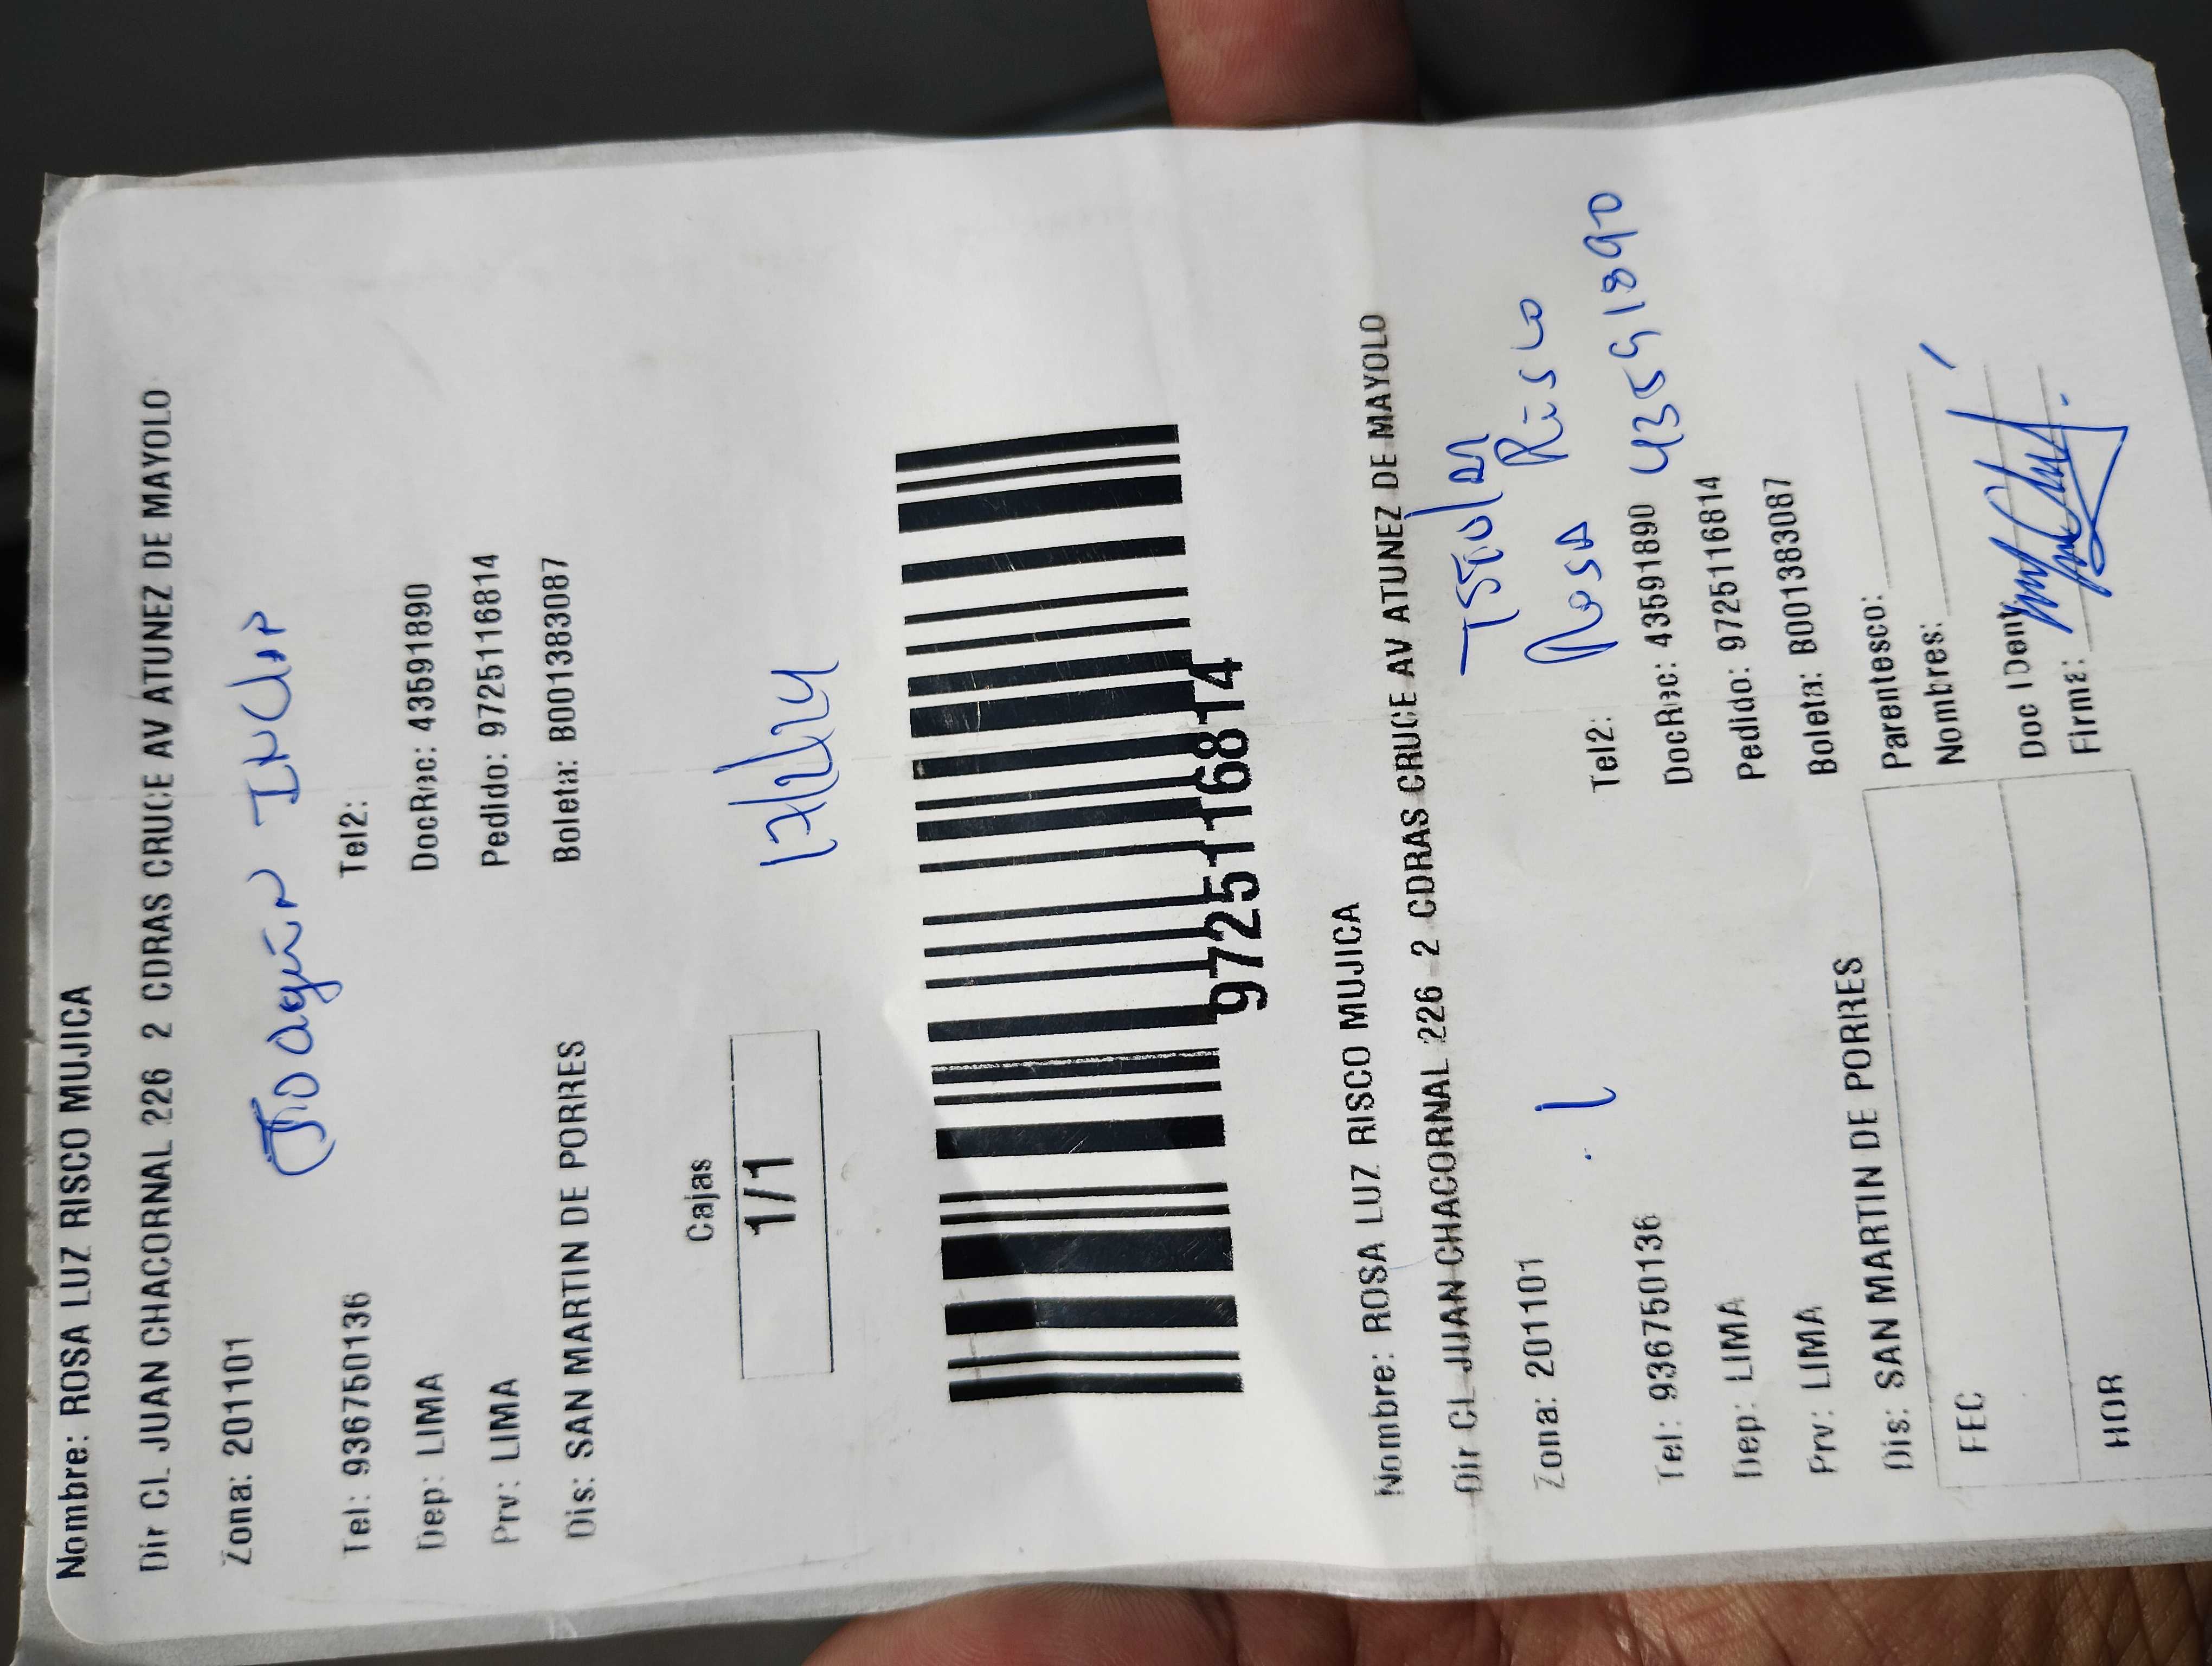 Nombre: ROSA LUZ RISCO MUJICA
Dir CL JUAN CHACORNAL 226 2 CDRAS CRUCE AV ATUNEZ DE MAYOLO
Joaquin
Zona: 201101
Tel: 936750136 Tel2:
Dep: LIMA DocRec: 43591890
Prv: LIMA Pedido: 9725116814
Dis: SAN MARTIN DE PORRES Boleta: B001383087
Cajas
1/1
9725116814
Nombre: ROSA LUZ RISCO MUJICA
Dir CL JUAN CHACORNAL 226 2 CDRAS CRUCE AV ATUNEZ DE MAYOLO
Zona: 201101
Rosa Risco
Tel: 936750136 Tel2:
43591890
Dep: LIMA DocRec: 43591890
Prv: LIMA Pedido: 9725116814
Dis: SAN MARTIN DE PORRES Boleta: B001383087
FEC Parentesco:
Nombres:
HOR Doc IDent
Firma: